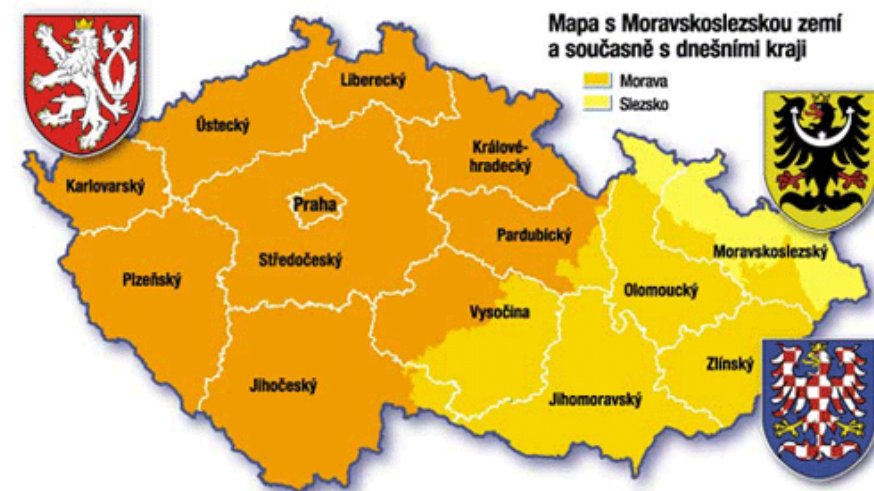 Mapa s Moravskoslezskou zemí
a současně s dnešními kraji
Morava
Slezsko
Liberecký
Ústecký
Králové-
hradecký
Karlovarský
Praha
Pardubický
Moravskoslezský
Středočeský
Plzeňský
Olomoucký
Vysočina
Zlínský
Jihočeský
Jihomoravský